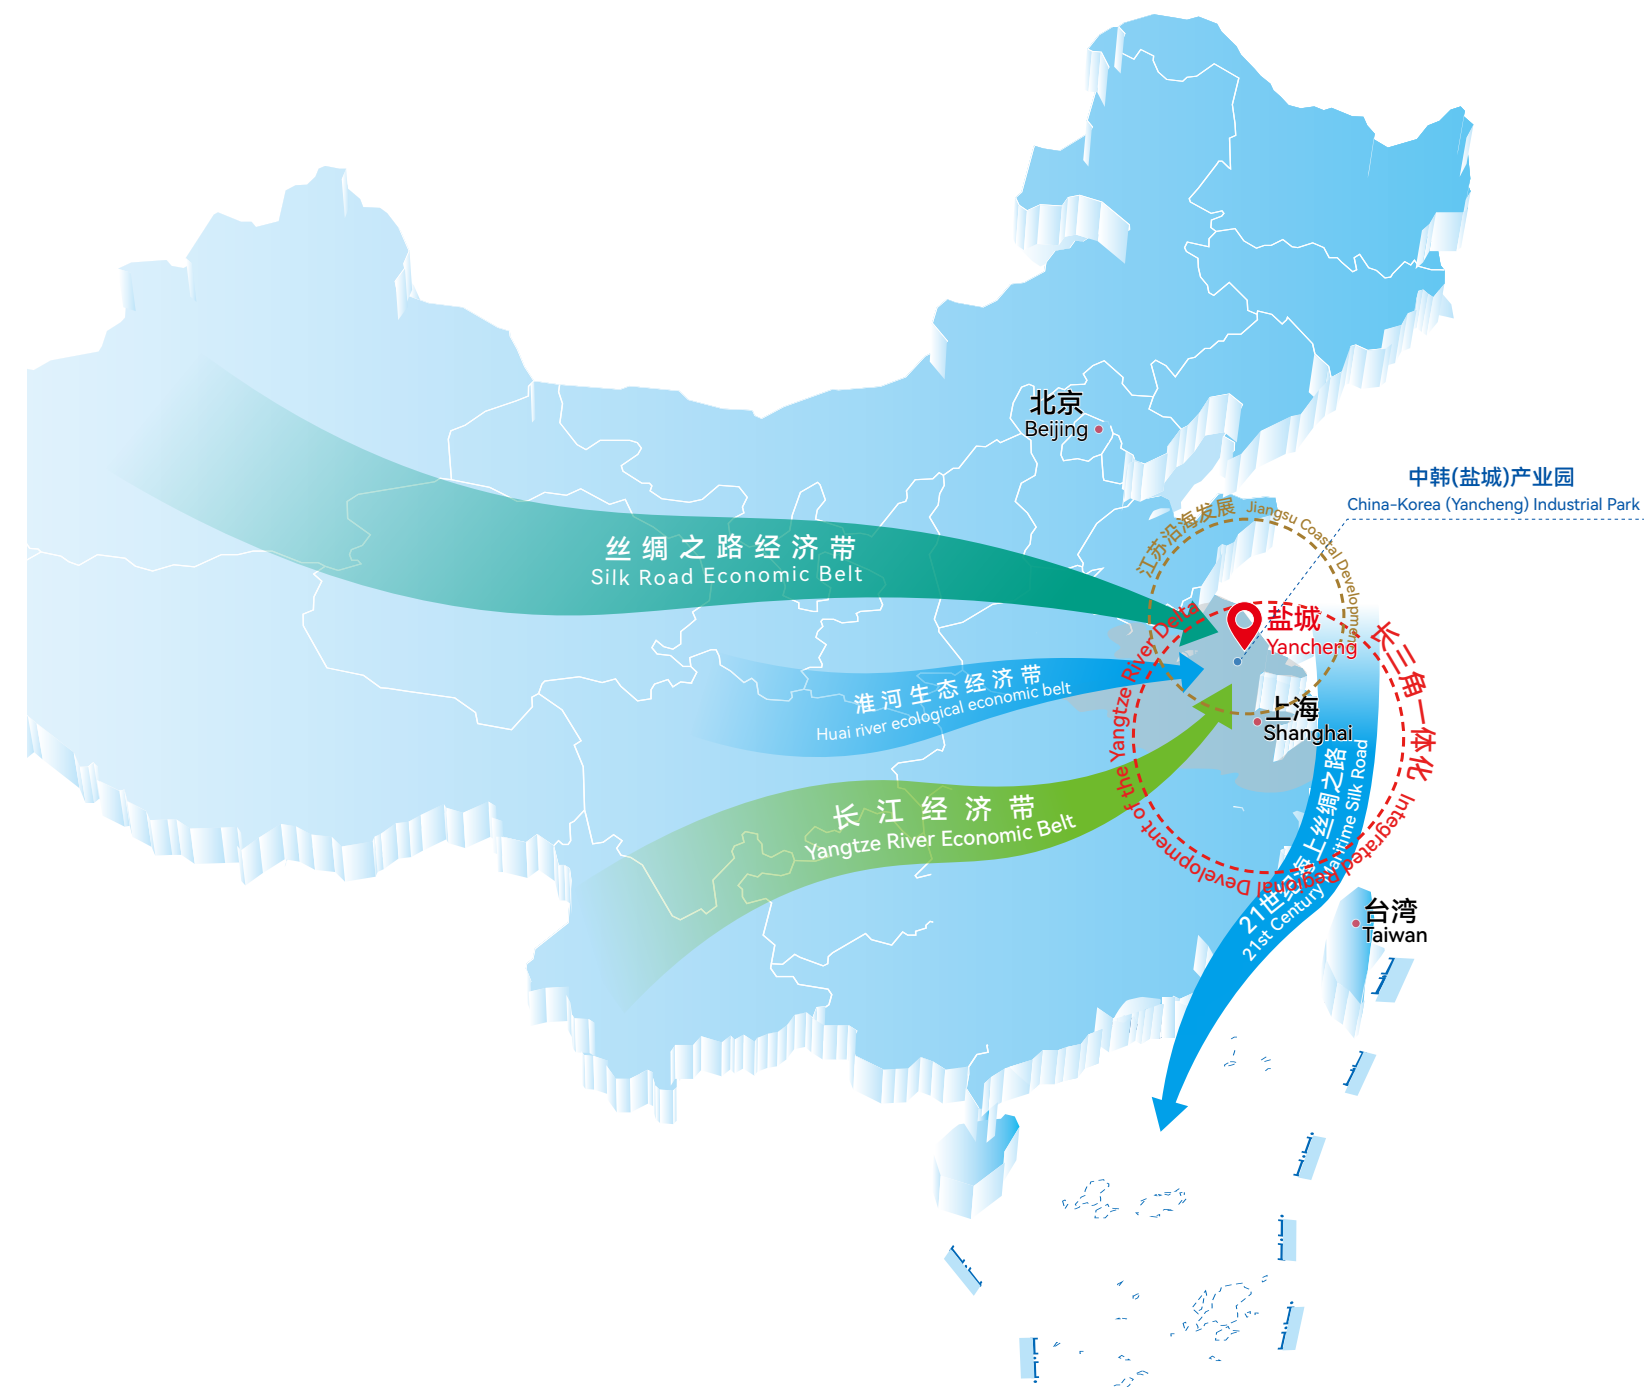 北京
Beijing
中韩(盐城)产业园
China-Korea (Yancheng) Industrial Park
江苏沿海发展 Jiangsu Coastal Development
丝绸之路经济带
Silk Road Economic Belt
盐城
Yancheng
长三角一体化 Integrated Regional Development of the Yangtze River Delta
淮河生态经济带
Huai river ecological economic belt
上海
Shanghai
长江经济带
Yangtze River Economic Belt
21世纪海上丝绸之路
21st Century Maritime Silk Road
台湾
Taiwan